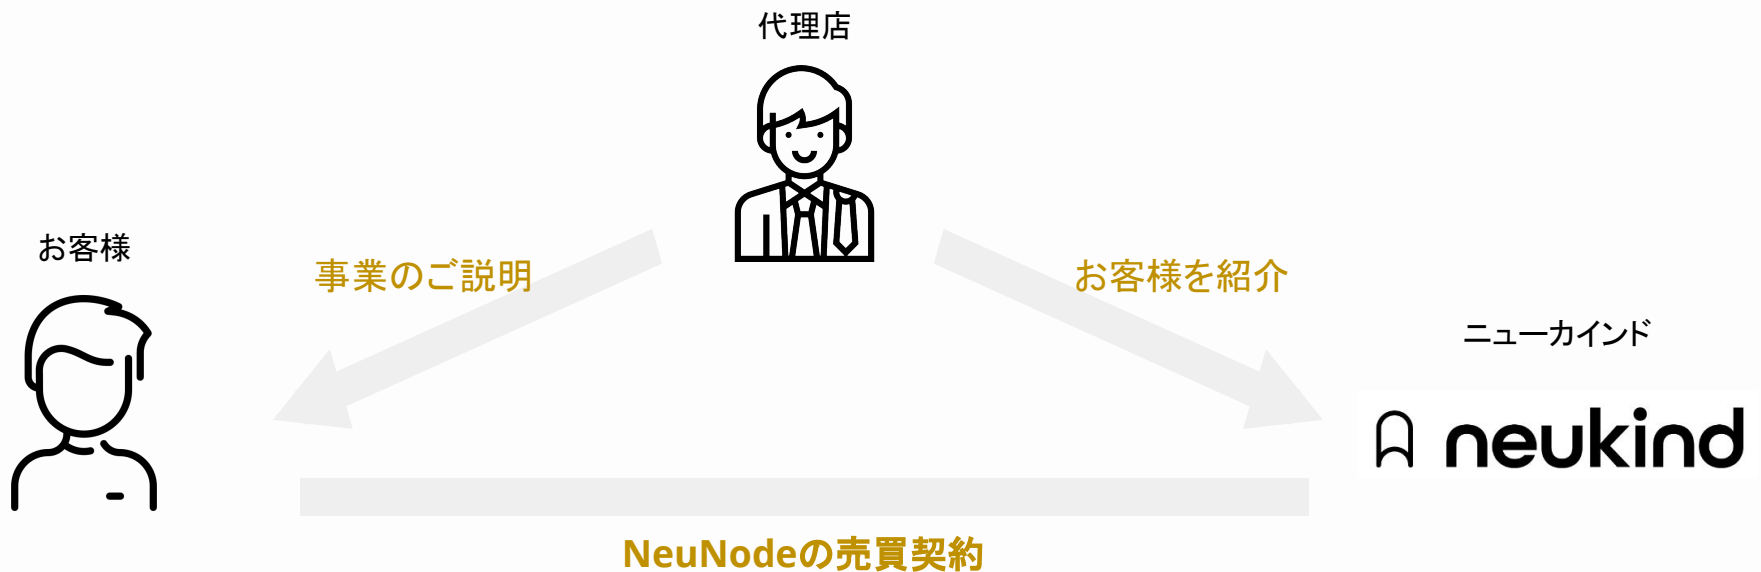 代理店
お客様
事業のご説明
お客様を紹介
ニューカインド
neukind
NeuNodeの売買契約